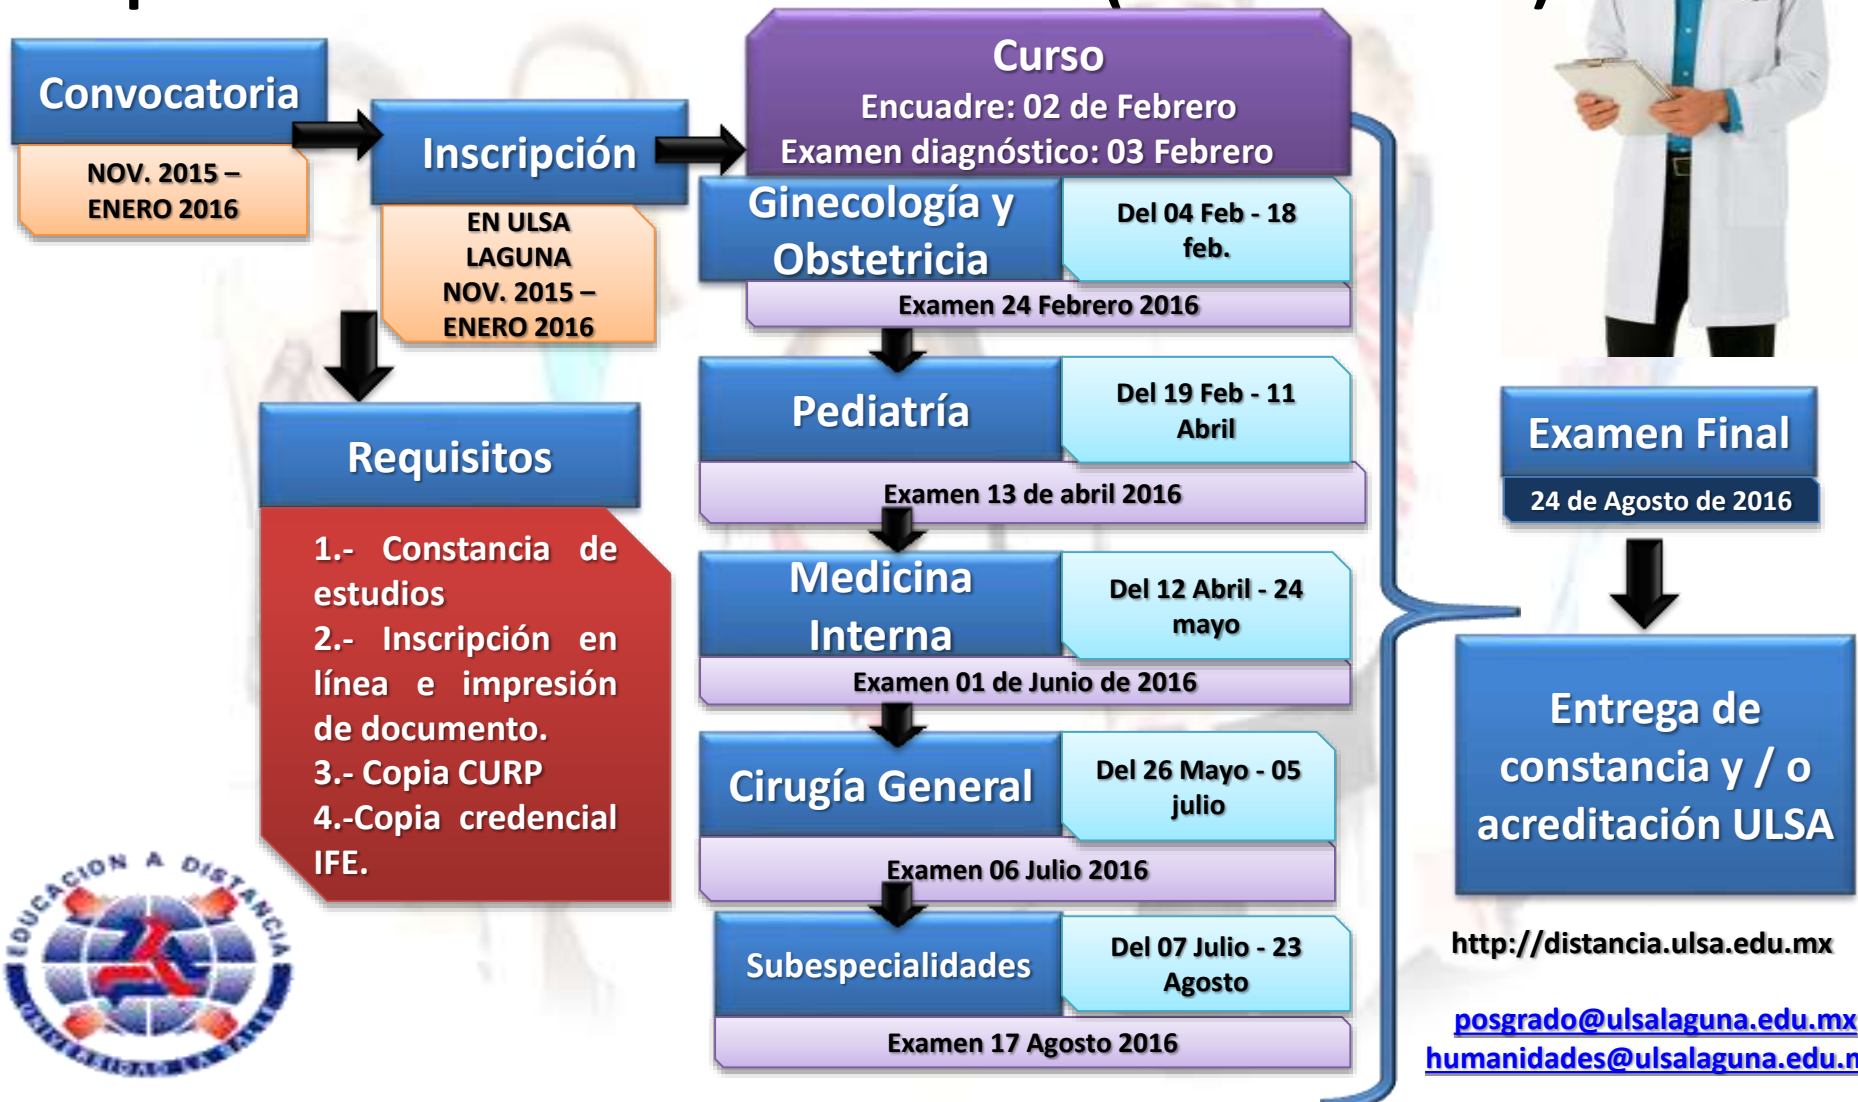 Convocatoria
NOV. 2015 –
ENERO 2016
Inscripción
EN ULSA
LAGUNA
NOV. 2015 –
ENERO 2016
Requisitos
1.- Constancia de
estudios
2.- Inscripción en
línea e impresión
de documento.
3.- Copia CURP
4.-Copia credencial
IFE.
Curso
Encuadre: 02 de Febrero
Examen diagnóstico: 03 Febrero
Ginecología y
Obstetricia
Del 04 Feb - 18
feb.
Examen 24 Febrero 2016
Pediatría
Del 19 Feb - 11
Abril
Examen 13 de abril 2016
Medicina
Interna
Del 12 Abril - 24
mayo
Examen 01 de Junio de 2016
Cirugía General
Del 26 Mayo - 05
julio
Examen 06 Julio 2016
Subespecialidades
Del 07 Julio - 23
Agosto
Examen 17 Agosto 2016
Examen Final
24 de Agosto de 2016
Entrega de
constancia y / o
acreditación ULSA
http://distancia.ulsa.edu.mx
posgrado@ulsalaguna.edu.mx
humanidades@ulsalaguna.edu.m
EDUCACION A DISTANCIA